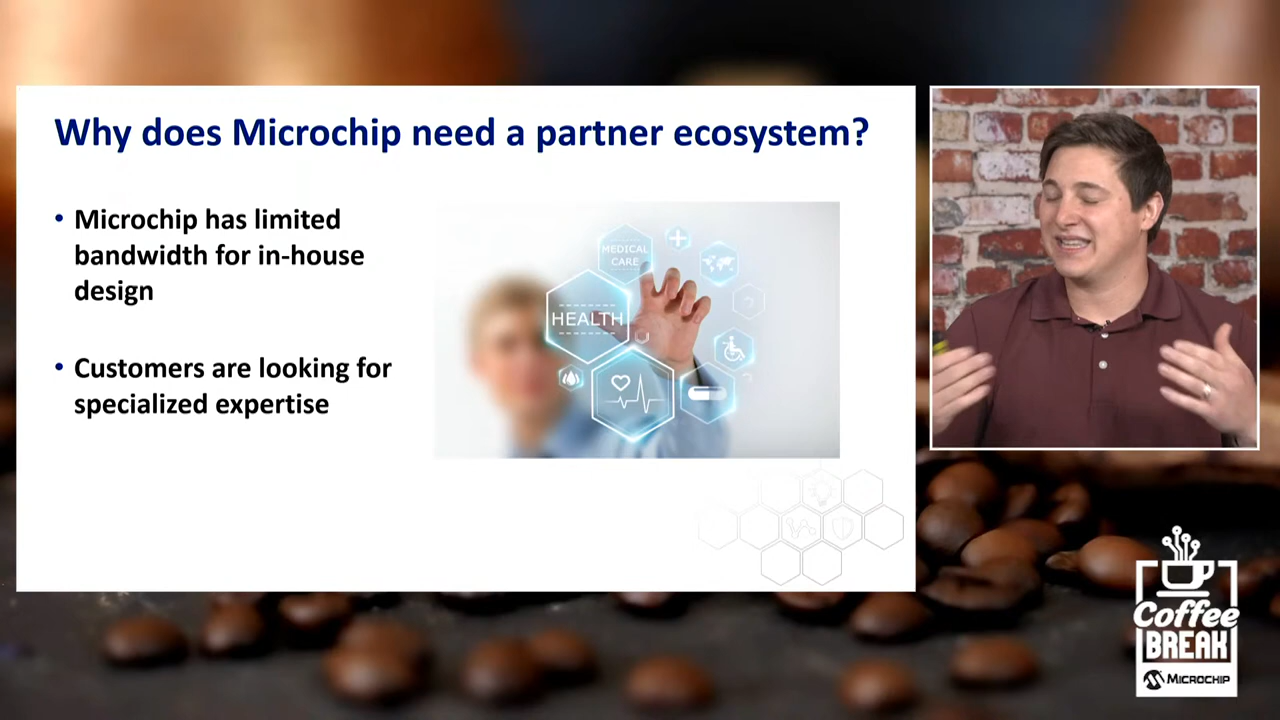 Why does Microchip need a partner ecosystem?
• Microchip has limited
bandwidth for in-house
design
• Customers are looking for
specialized expertise
MEDICAL
CARE
HEALTH
Coffee
BREAK
MICROCHIP